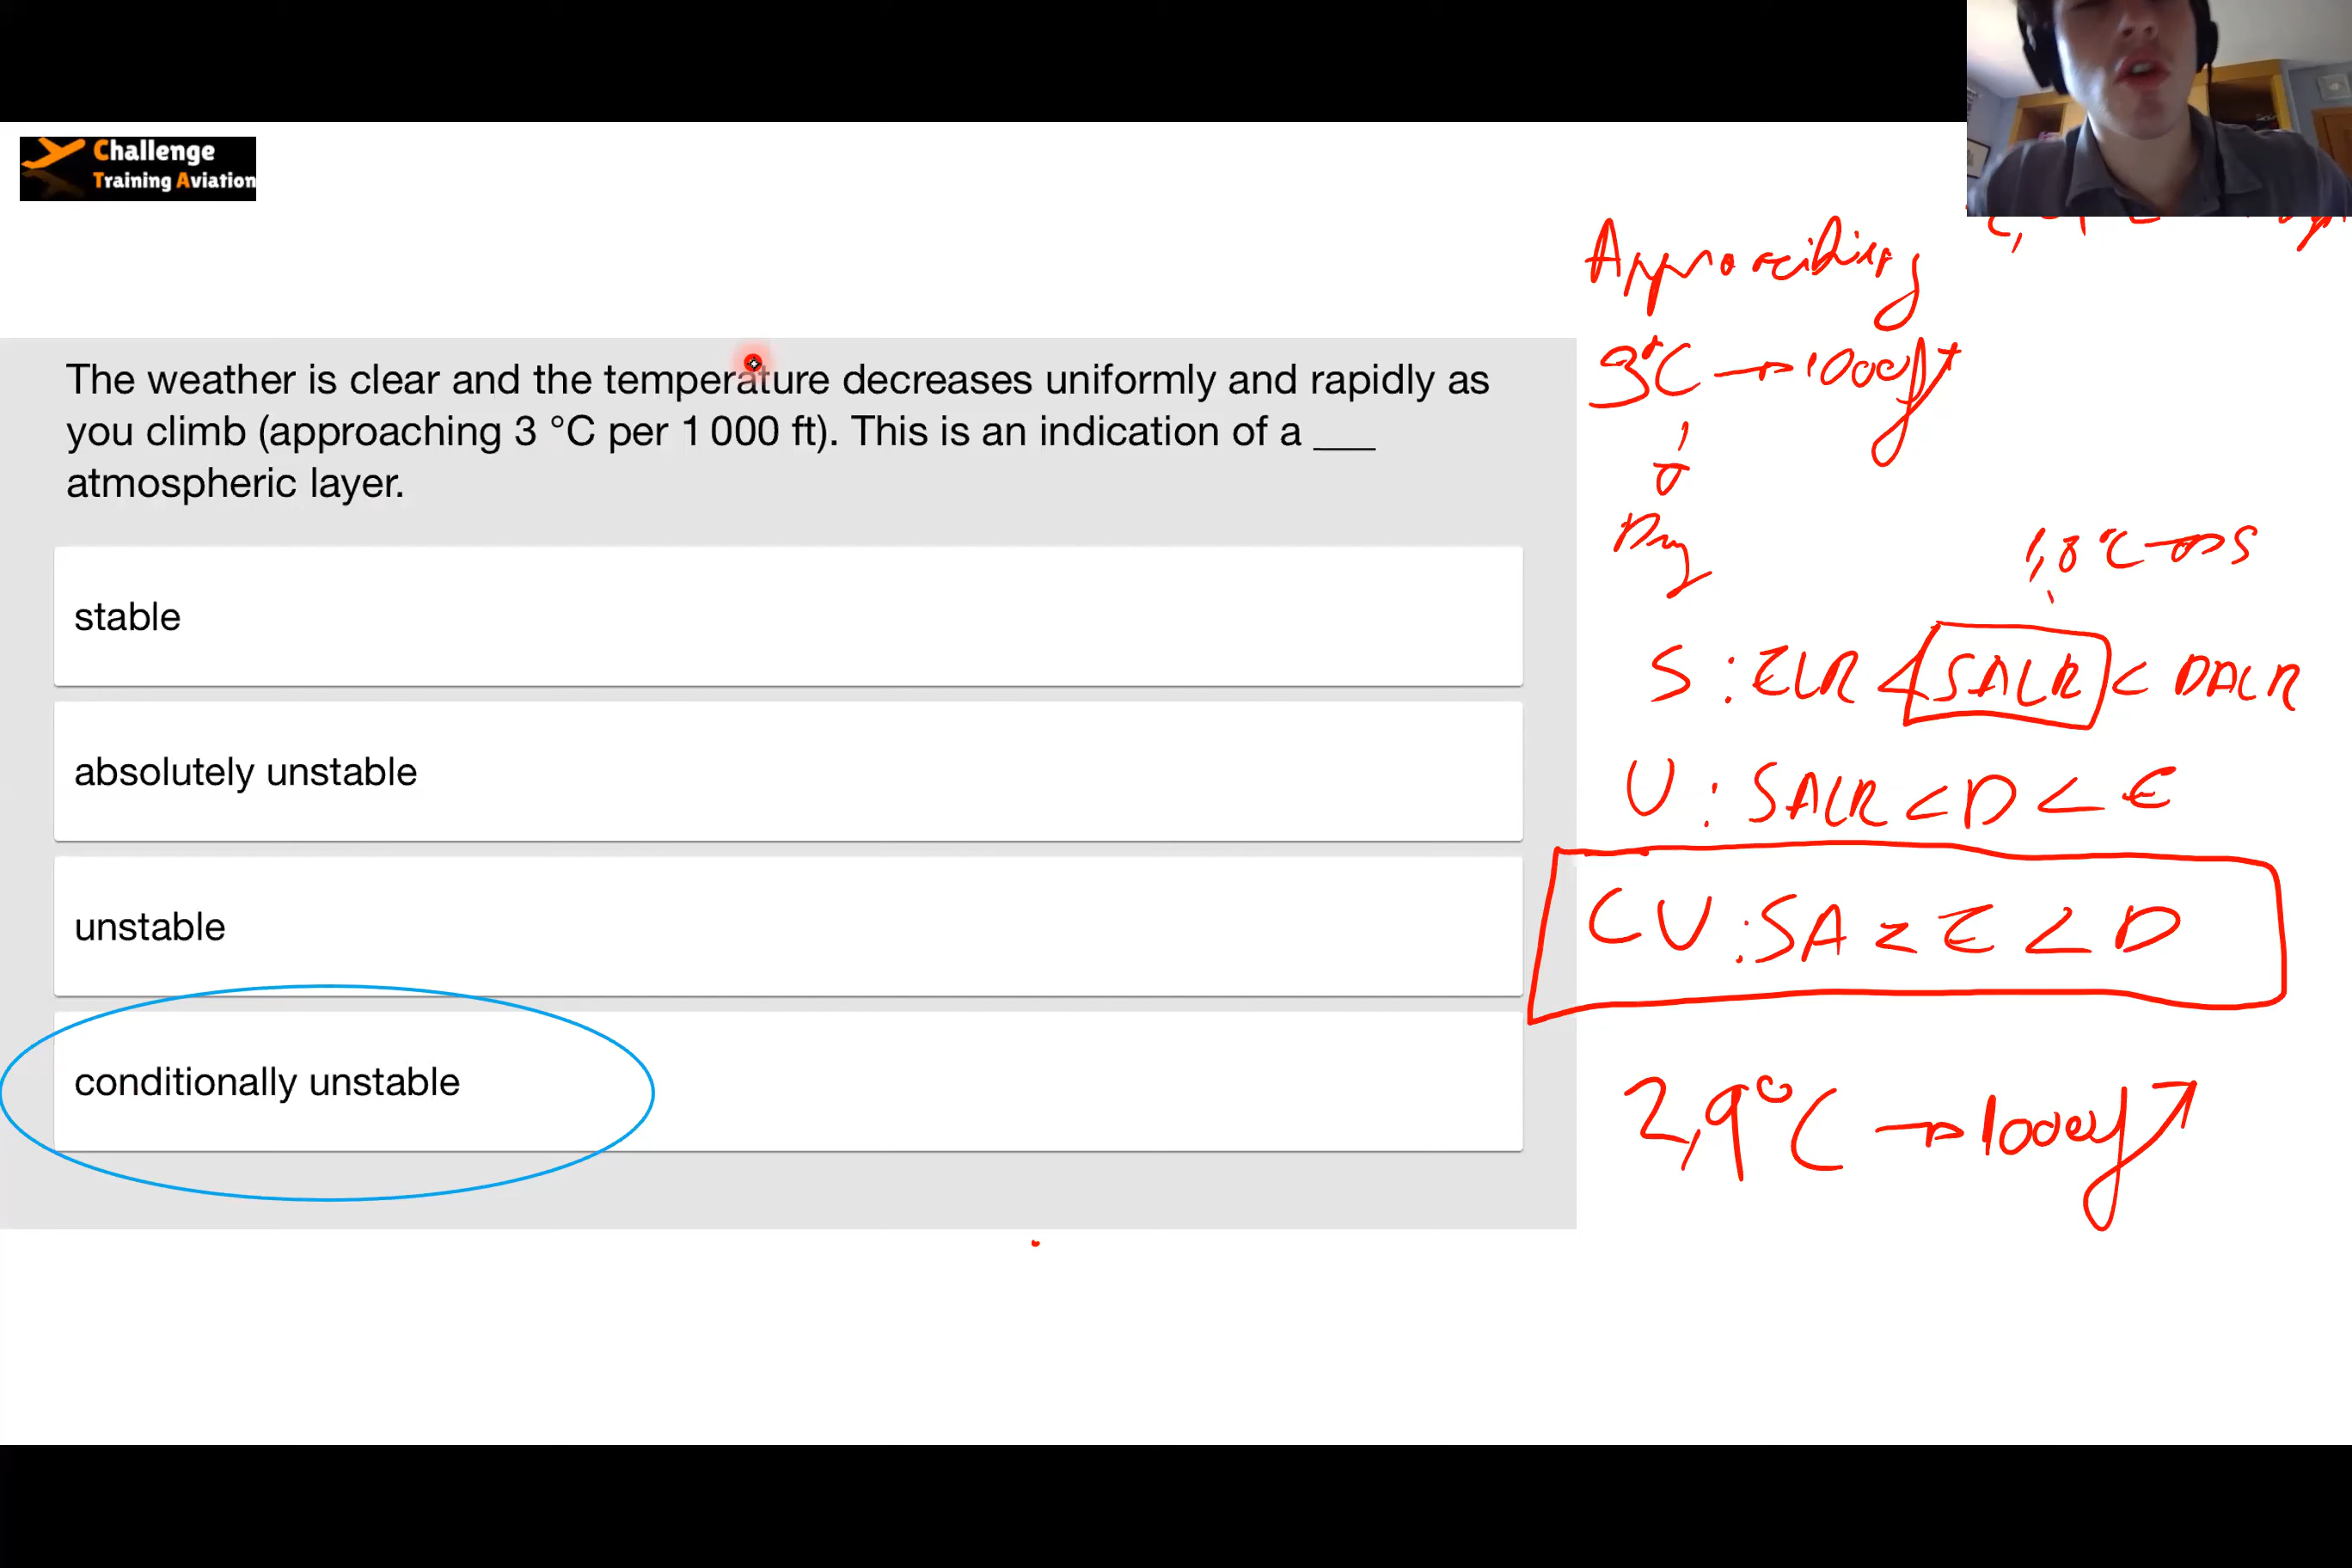 Challenge
Training Aviation
The weather is clear and the temperature decreases uniformly and rapidly as
you climb (approaching 3 °C per 1 000 ft). This is an indication of a ___
atmospheric layer.
stable
absolutely unstable
unstable
conditionally unstable
Approaching
3°C → 1000ft
Dry
1,8°C → S
S : ELR < SALR < DALR
U : SALR < D < E
CU : SA < E < D
2,9°C → 1000ft